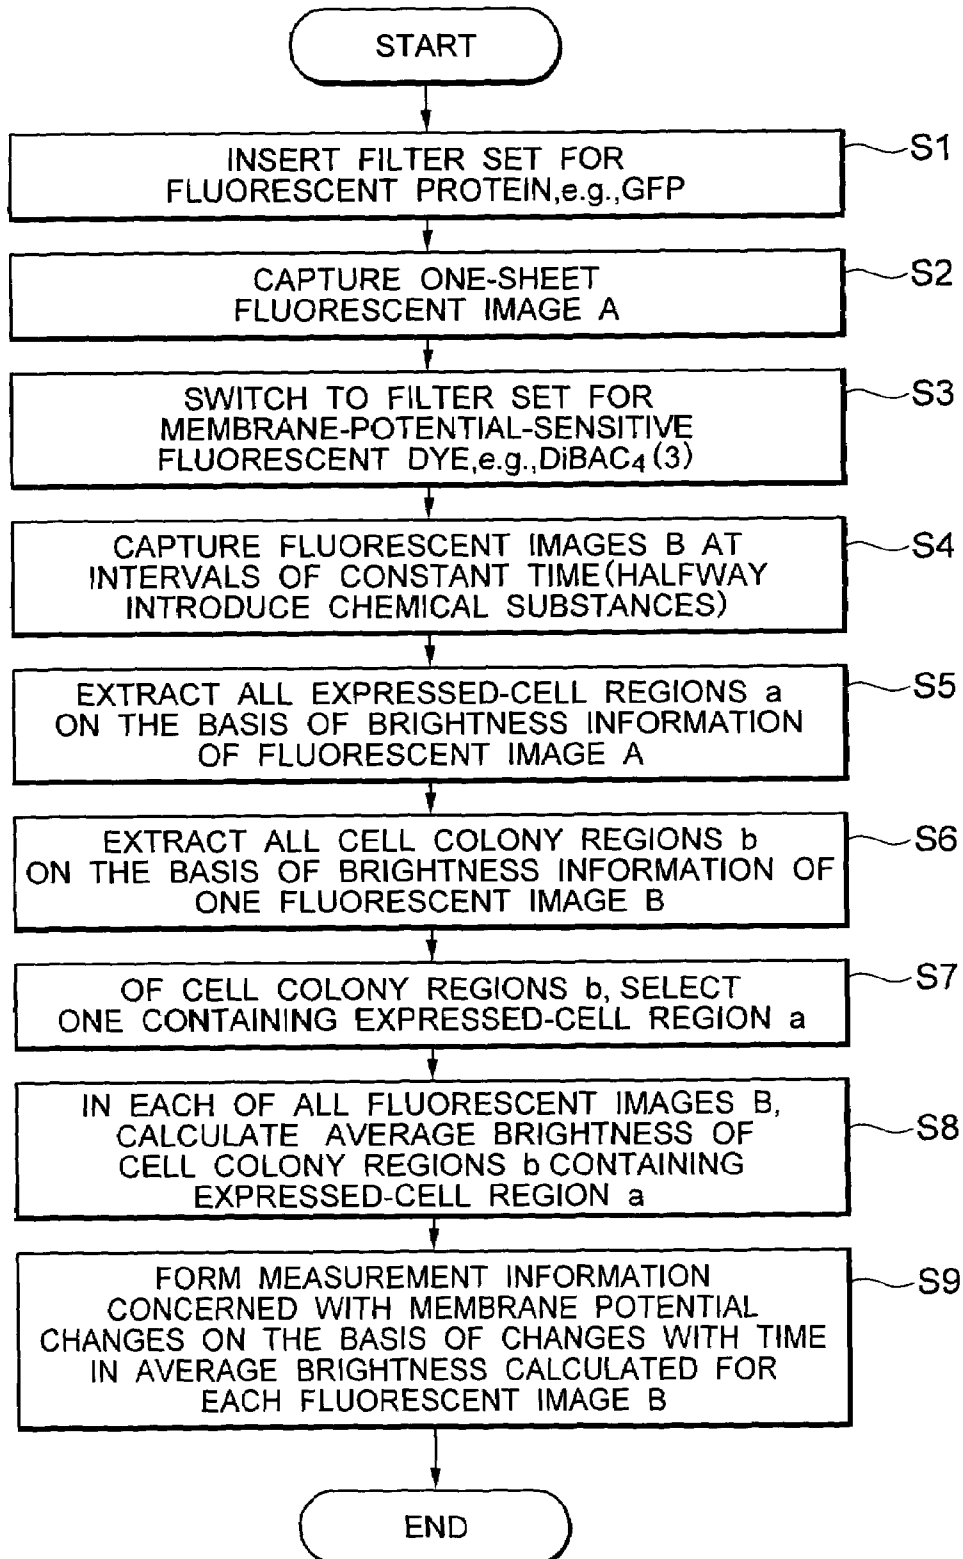 START
INSERT FILTER SET FOR
FLUORESCENT PROTEIN,e.g.,GFP
S1
CAPTURE ONE-SHEET
FLUORESCENT IMAGE A
S2
SWITCH TO FILTER SET FOR
MEMBRANE-POTENTIAL-SENSITIVE
FLUORESCENT DYE,e.g.,DiBAC₄(3)
S3
CAPTURE FLUORESCENT IMAGES B AT
INTERVALS OF CONSTANT TIME(HALFWAY
INTRODUCE CHEMICAL SUBSTANCES)
S4
EXTRACT ALL EXPRESSED-CELL REGIONS a
ON THE BASIS OF BRIGHTNESS INFORMATION
OF FLUORESCENT IMAGE A
S5
EXTRACT ALL CELL COLONY REGIONS b
ON THE BASIS OF BRIGHTNESS INFORMATION OF
ONE FLUORESCENT IMAGE B
S6
OF CELL COLONY REGIONS b, SELECT
ONE CONTAINING EXPRESSED-CELL REGION a
S7
IN EACH OF ALL FLUORESCENT IMAGES B,
CALCULATE AVERAGE BRIGHTNESS OF
CELL COLONY REGIONS b CONTAINING
EXPRESSED-CELL REGION a
S8
FORM MEASUREMENT INFORMATION
CONCERNED WITH MEMBRANE POTENTIAL
CHANGES ON THE BASIS OF CHANGES WITH TIME
IN AVERAGE BRIGHTNESS CALCULATED FOR
EACH FLUORESCENT IMAGE B
S9
END